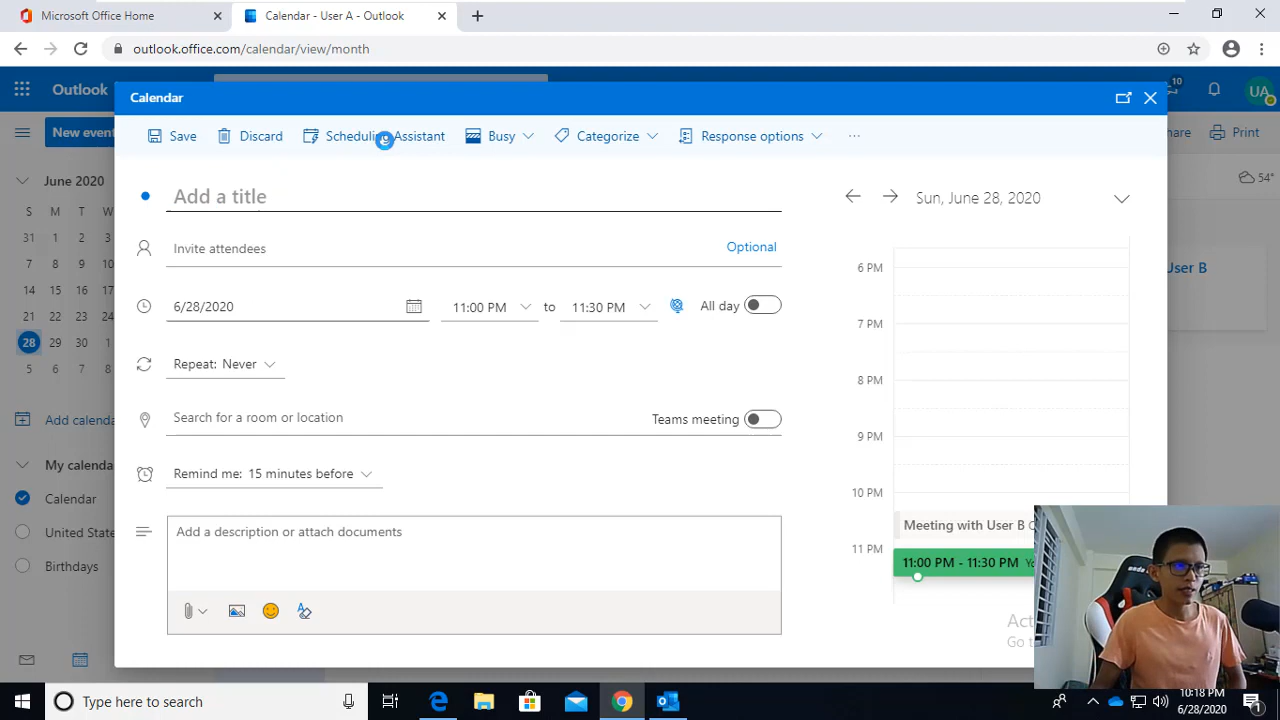 Microsoft Office Home
Calendar - User A - Outlook
outlook.office.com/calendar/view/month
Outlook
10
UA
New event
hare
Print
Calendar
Save
Discard
Scheduling Assistant
Busy
Categorize
Response options
June 2020
S M T W
31 1 2 3
7 8 9 10
14 15 16 17
21 22 23 24
28 29 30 1
5 6 7 8
54°
Add a title
Sun, June 28, 2020
Invite attendees
Optional
User B
6/28/2020
11:00 PM to 11:30 PM
All day
6 PM
7 PM
8 PM
9 PM
10 PM
11 PM
Repeat: Never
Add calenda
Search for a room or location
Teams meeting
My calenda
Calendar
United State
Birthdays
Remind me: 15 minutes before
Add a description or attach documents
Meeting with User B
11:00 PM - 11:30 PM Ye
Act
Go t
Type here to search
10:18 PM
6/28/2020
1